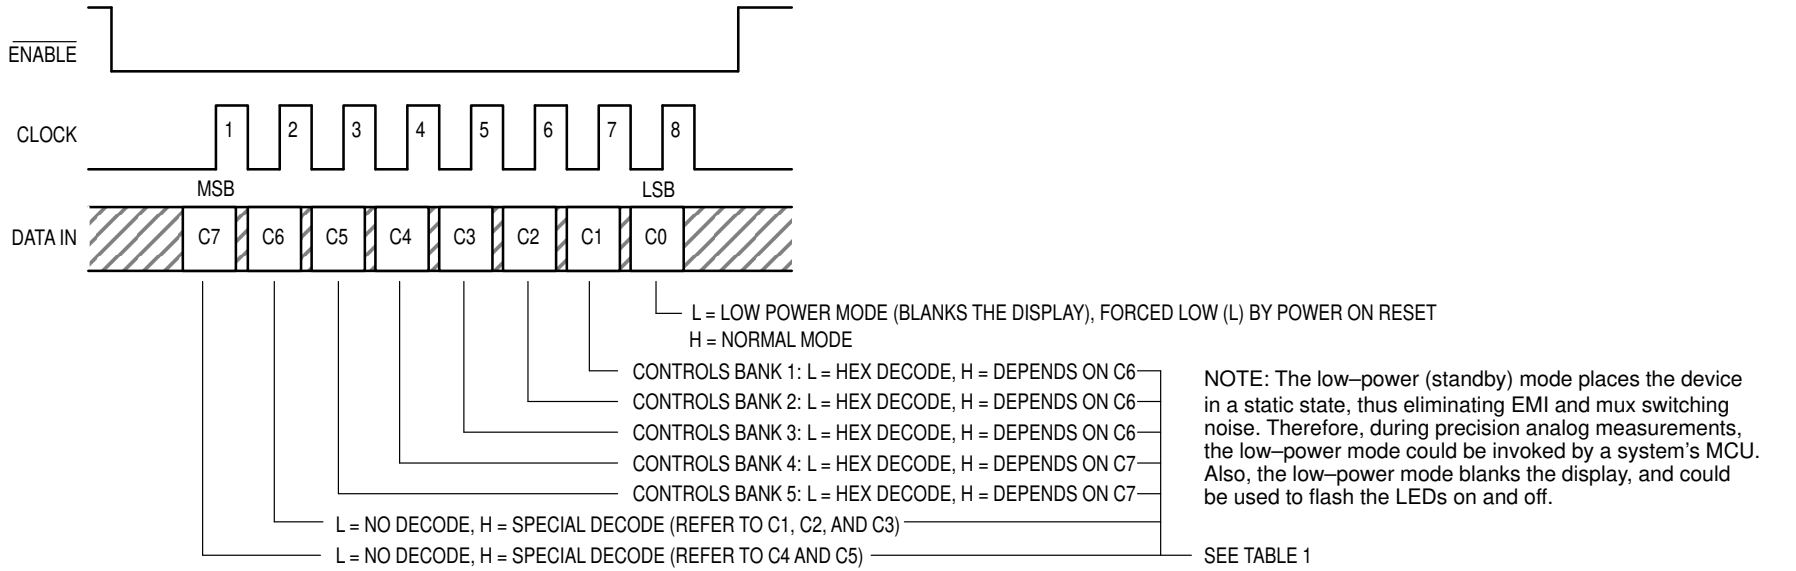 ENABLE
CLOCK
1 2 3 4 5 6 7 8
MSB LSB
DATA IN
C7 C6 C5 C4 C3 C2 C1 C0
L = LOW POWER MODE (BLANKS THE DISPLAY), FORCED LOW (L) BY POWER ON RESET
H = NORMAL MODE
CONTROLS BANK 1: L = HEX DECODE, H = DEPENDS ON C6
CONTROLS BANK 2: L = HEX DECODE, H = DEPENDS ON C6
CONTROLS BANK 3: L = HEX DECODE, H = DEPENDS ON C6
CONTROLS BANK 4: L = HEX DECODE, H = DEPENDS ON C7
CONTROLS BANK 5: L = HEX DECODE, H = DEPENDS ON C7
L = NO DECODE, H = SPECIAL DECODE (REFER TO C1, C2, AND C3)
L = NO DECODE, H = SPECIAL DECODE (REFER TO C4 AND C5)
SEE TABLE 1
NOTE: The low–power (standby) mode places the device
in a static state, thus eliminating EMI and mux switching
noise. Therefore, during precision analog measurements,
the low–power mode could be invoked by a system's MCU.
Also, the low–power mode blanks the display, and could
be used to flash the LEDs on and off.